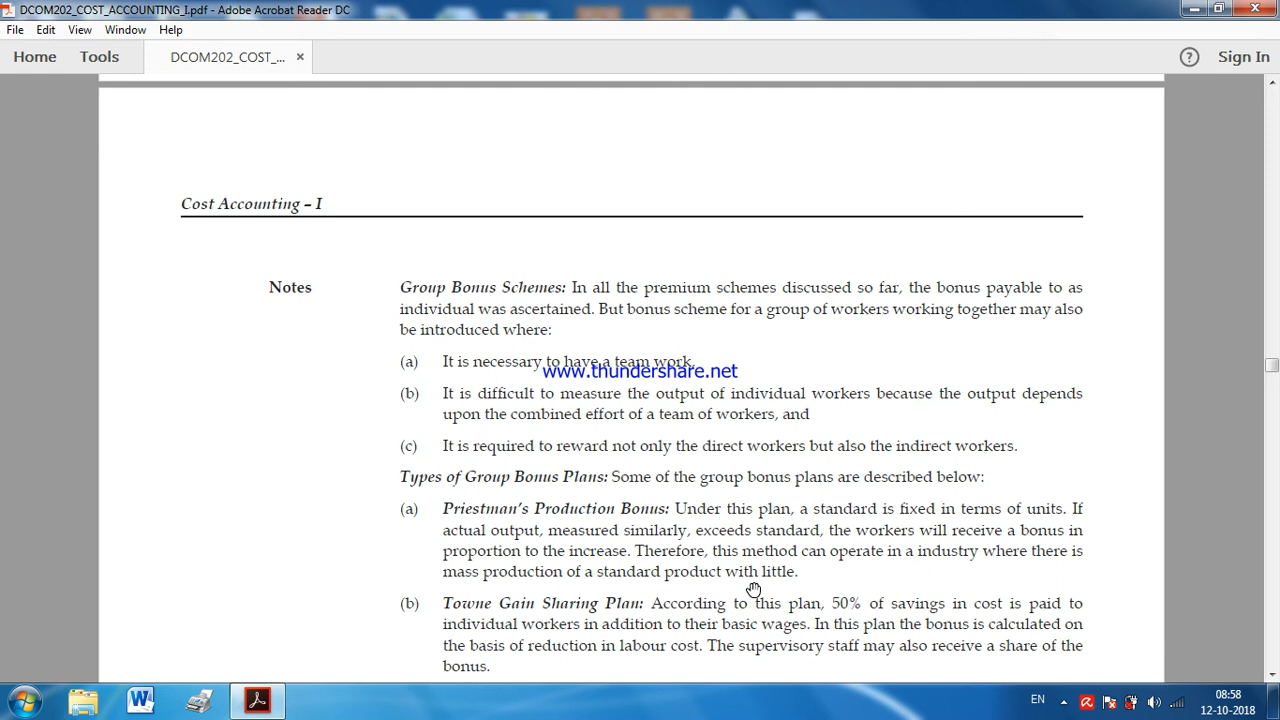 DCOM202_COST_ACCOUNTING_I.pdf - Adobe Acrobat Reader DC
File Edit View Window Help
Home Tools DCOM202_COST_... × ? Sign In
Cost Accounting – I
Notes
Group Bonus Schemes: In all the premium schemes discussed so far, the bonus payable to as
individual was ascertained. But bonus scheme for a group of workers working together may also
be introduced where:
(a) It is necessary to have a team work,
www.thundershare.net
(b) It is difficult to measure the output of individual workers because the output depends
upon the combined effort of a team of workers, and
(c) It is required to reward not only the direct workers but also the indirect workers.
Types of Group Bonus Plans: Some of the group bonus plans are described below:
(a) Priestman's Production Bonus: Under this plan, a standard is fixed in terms of units. If
actual output, measured similarly, exceeds standard, the workers will receive a bonus in
proportion to the increase. Therefore, this method can operate in a industry where there is
mass production of a standard product with little.
(b) Towne Gain Sharing Plan: According to this plan, 50% of savings in cost is paid to
individual workers in addition to their basic wages. In this plan the bonus is calculated on
the basis of reduction in labour cost. The supervisory staff may also receive a share of the
bonus.
EN 08:58
12-10-2018